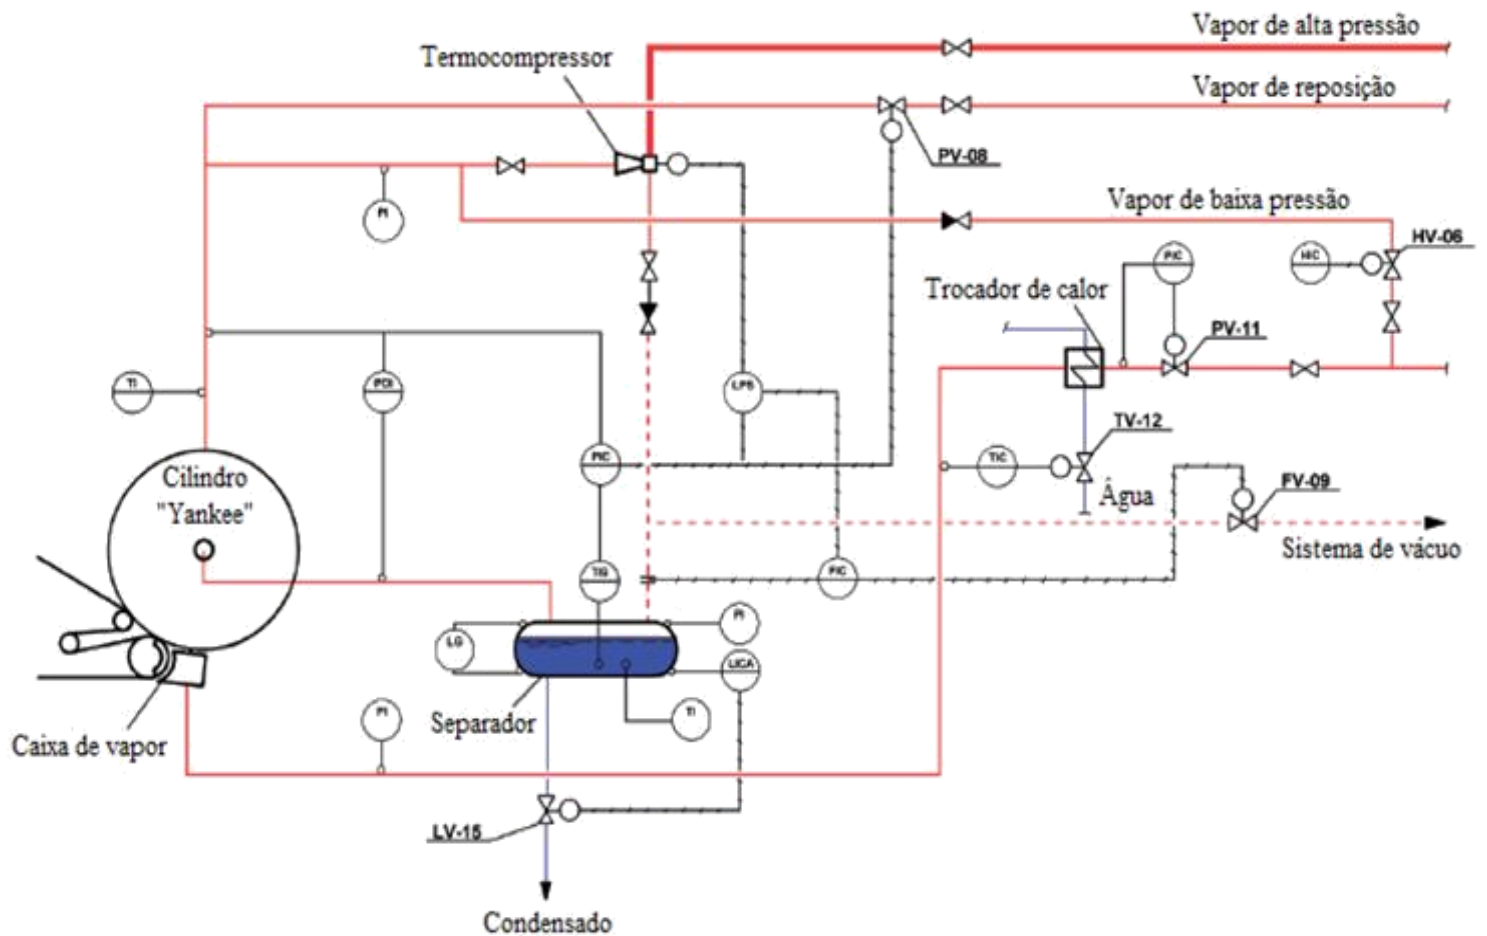 Vapor de alta pressão
Termocompressor
Vapor de reposição
PV-08
PI
Vapor de baixa pressão
HV-06
PIC
HIC
Trocador de calor
PV-11
TI
PDI
LPS
TV-12
PIC
TIC
Cilindro
"Yankee"
Água
FV-09
Sistema de vácuo
FIC
PI
LG
LICA
PI
TI
Separador
Caixa de vapor
LV-15
Condensado